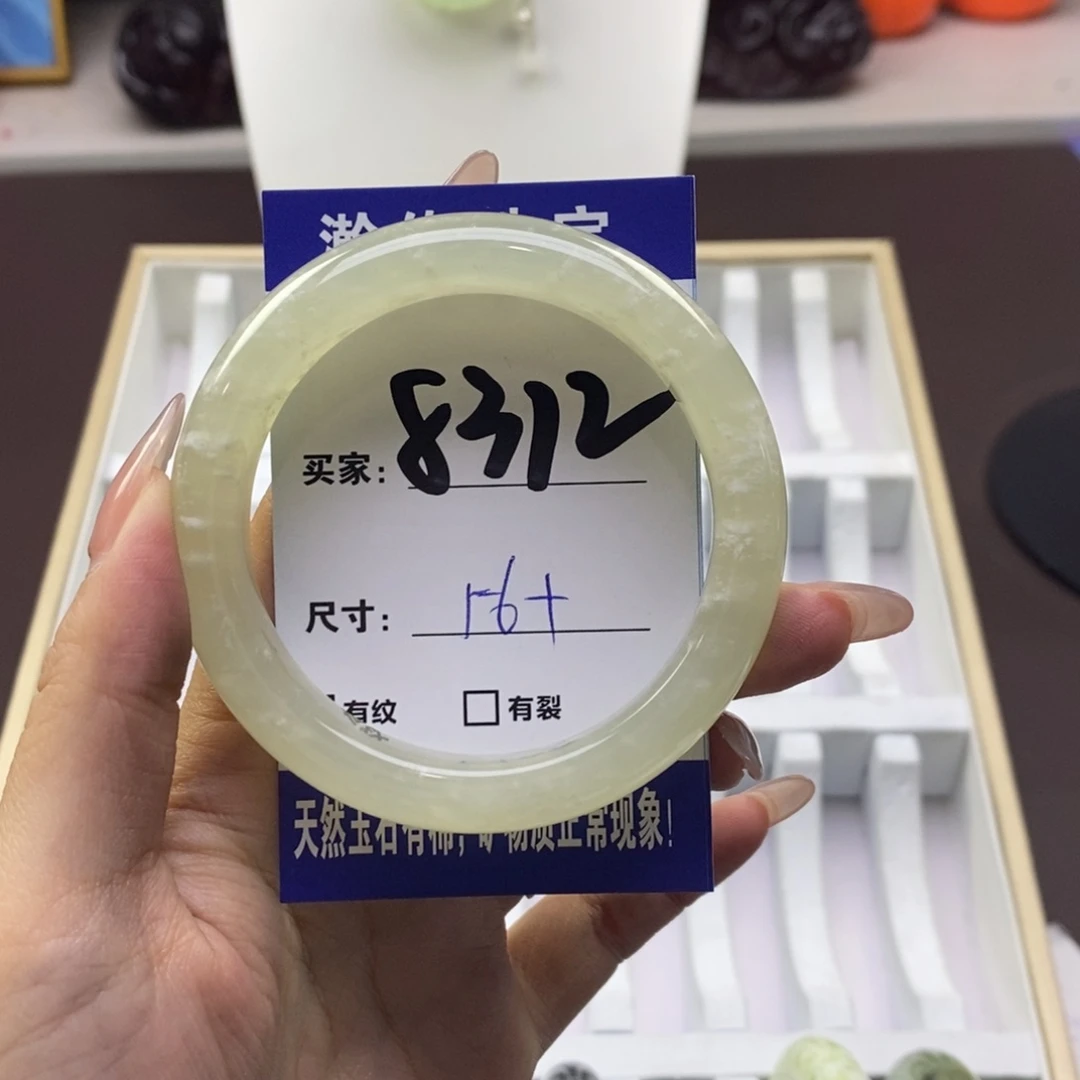 买家: 8312
尺寸: 56+
有纹 有裂
天然玉石有棉,矿物质正常现象!